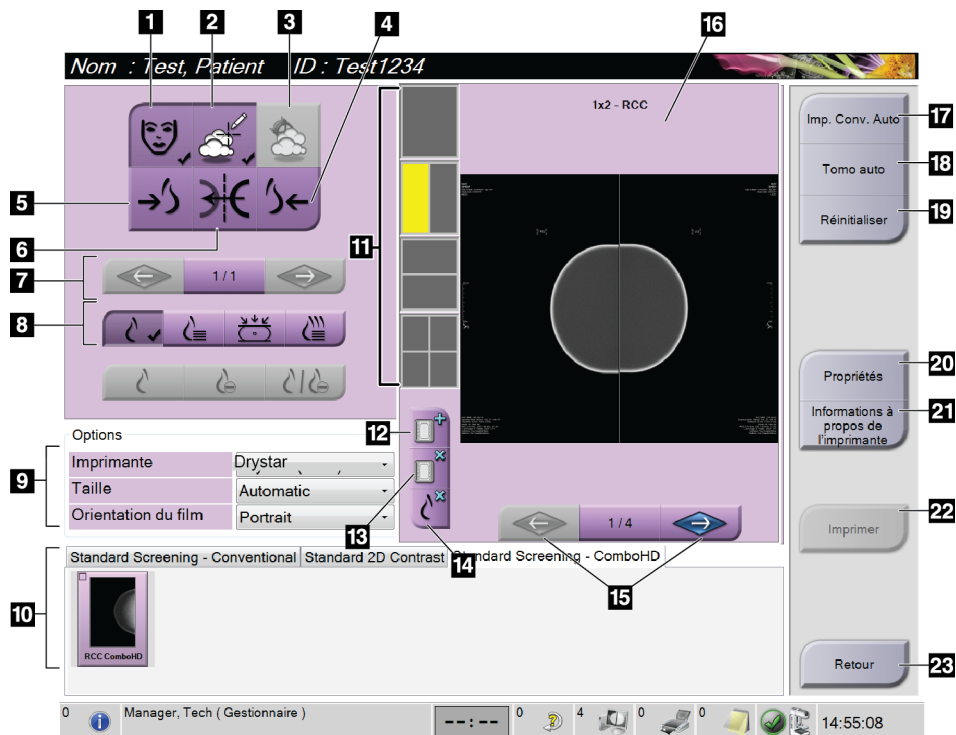 1
2
3
4
16
Nom : Test, Patient ID : Test1234
1x2 - RCC
Imp. Conv. Auto
17
Tomo auto
18
Réinitialiser
19
5
6
7
1/1
8
11
Propriétés
20
Informations à
propos de
l'imprimante
21
Options
12
9
Imprimante
Drystar
Taille
Automatic
Orientation du film
Portrait
13
14
1/4
15
Imprimer
22
10
Standard Screening - Conventional
Standard 2D Contrast
Standard Screening - ComboHD
RCC ComboHD
Retour
23
0
Manager, Tech ( Gestionnaire )
--:--
0
4
0
0
14:55:08